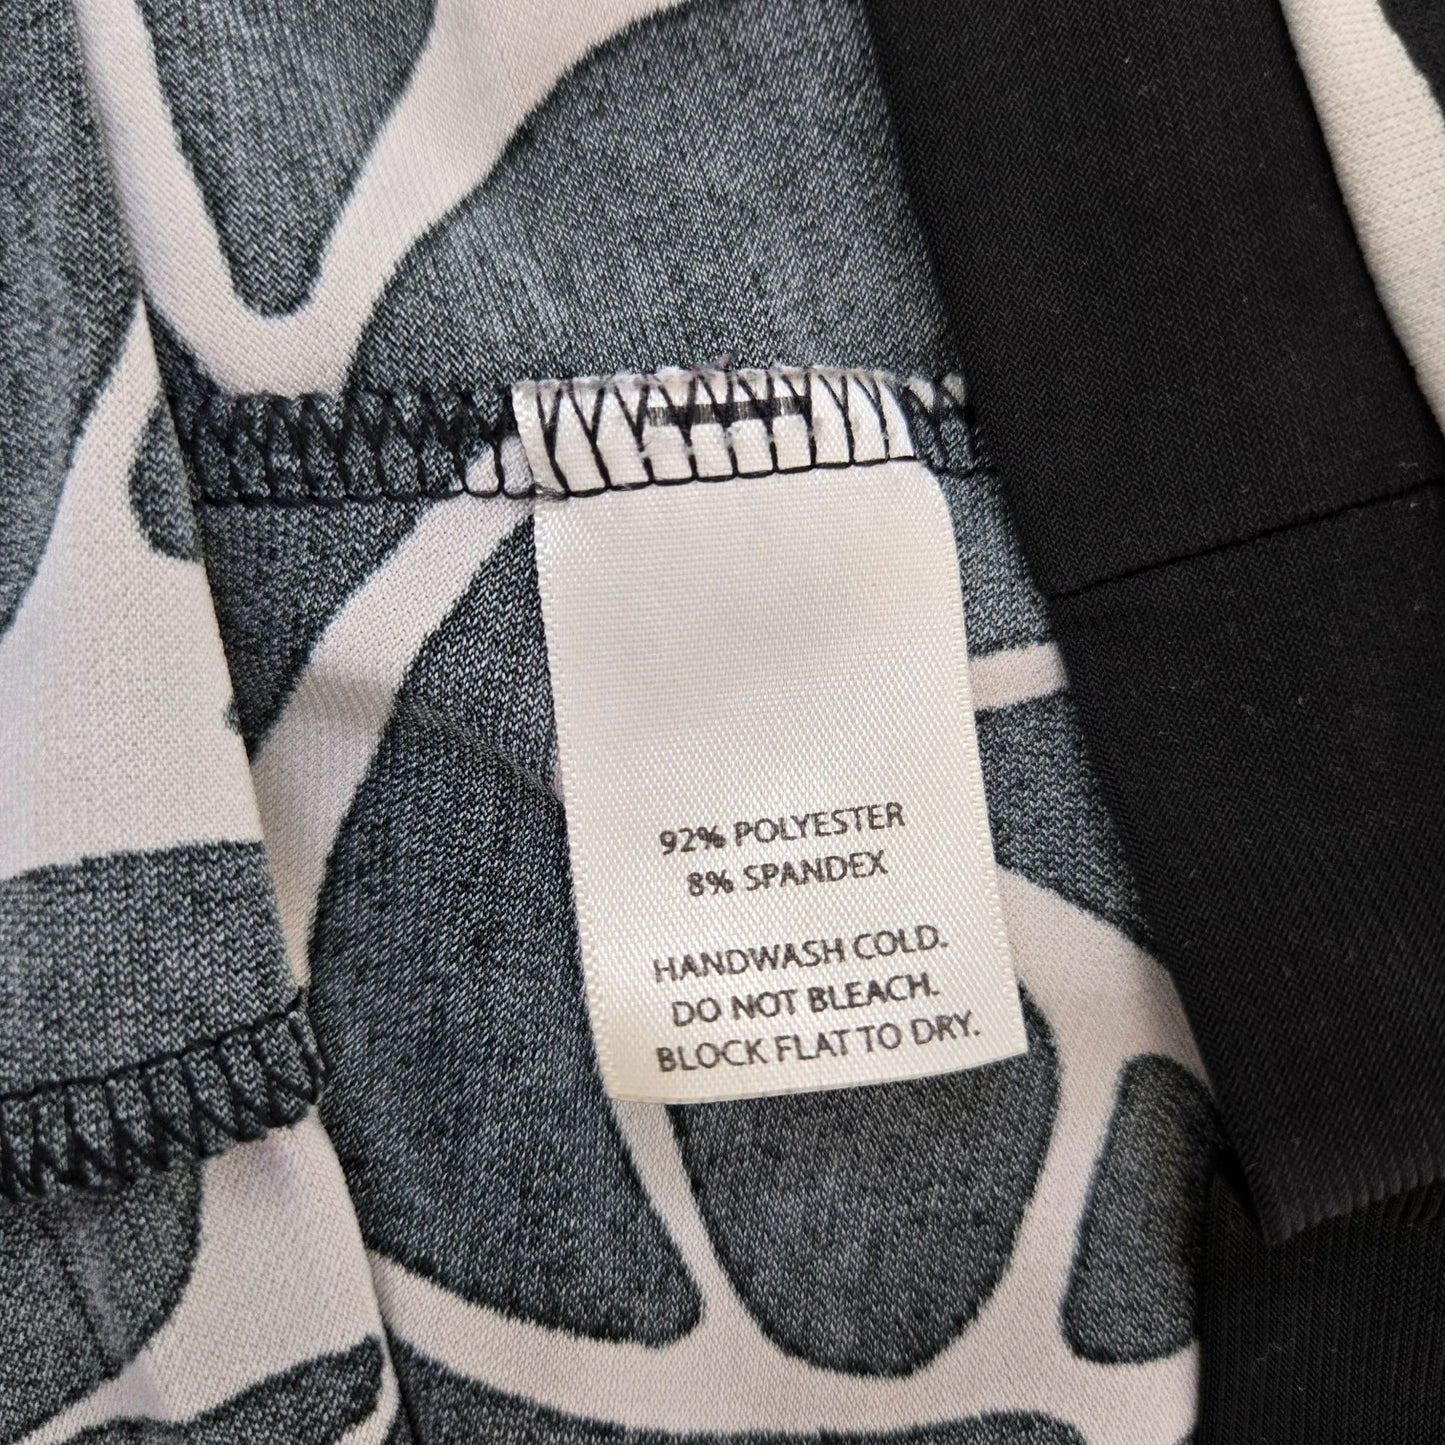 92% POLYESTER
8% SPANDEX
HANDWASH COLD.
DO NOT BLEACH.
BLOCK FLAT TO DRY.